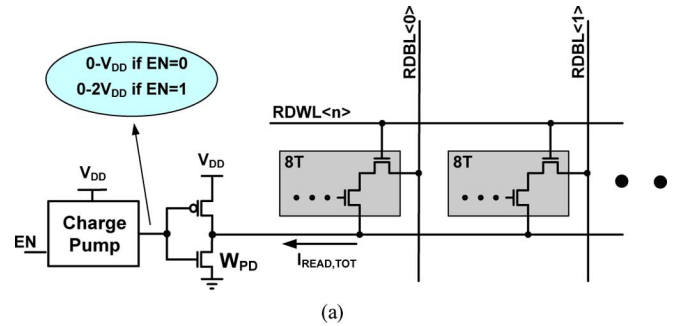 0-VDD if EN=0
0-2VDD if EN=1
RDBL<0>
RDBL<1>
RDWL<n>
VDD
8T
8T
VDD
Charge
Pump
EN
WPD
IREAD,TOT
(a)